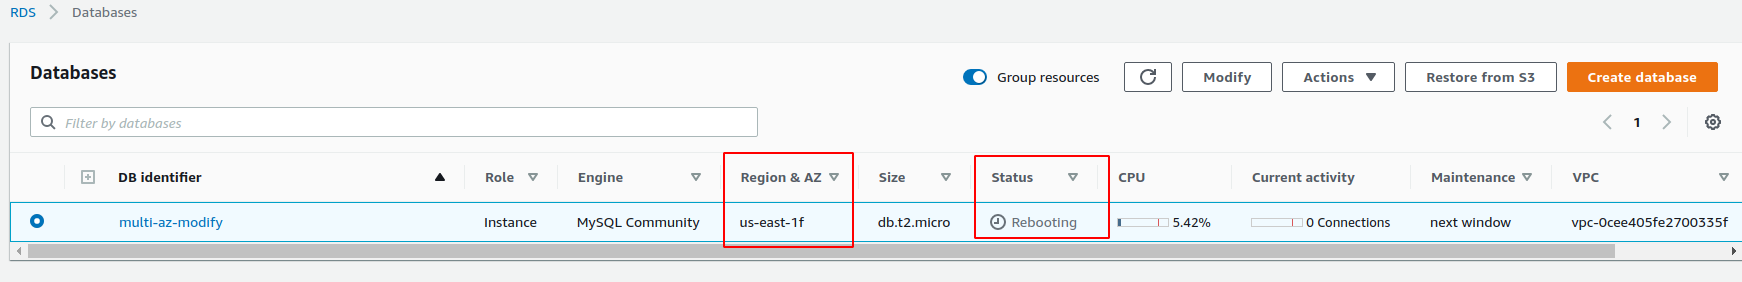 RDS > Databases
Databases
Group resources
Modify
Actions
Restore from S3
Create database
Filter by databases
1
DB identifier Role Engine Region & AZ Size Status CPU Current activity Maintenance VPC
multi-az-modify Instance MySQL Community us-east-1f db.t2.micro Rebooting 5.42% 0 Connections next window vpc-0cee405fe2700335f